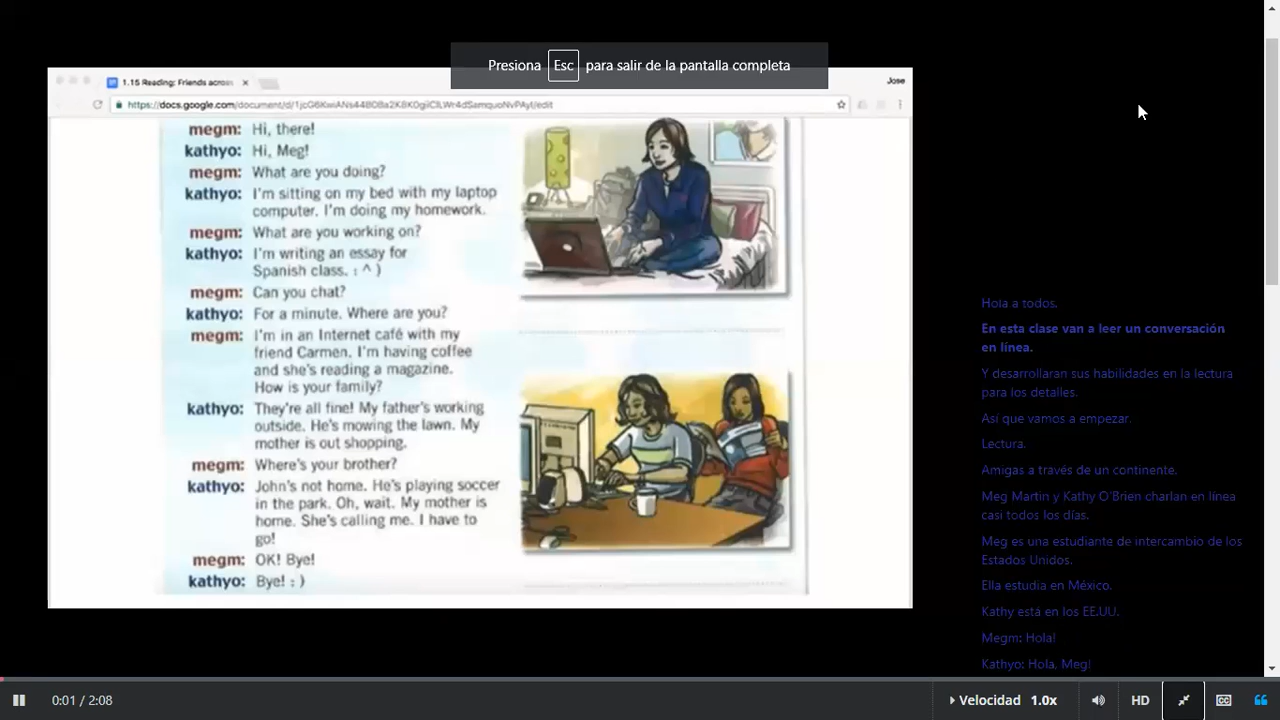 Presiona Esc para salir de la pantalla completa
1.15 Reading: Friends across
Jose
https://docs.google.com/document/d/
/edit
megm: Hi, there!
kathyo: Hi, Meg!
megm: What are you doing?
kathyo: I'm sitting on my bed with my laptop
computer. I'm doing my homework.
megm: What are you working on?
kathyo: I'm writing an essay for
Spanish class. : ^ )
megm: Can you chat?
kathyo: For a minute. Where are you?
megm: I'm in an Internet café with my
friend Carmen. I'm having coffee
and she's reading a magazine.
How is your family?
kathyo: They're all fine! My father's working
outside. He's mowing the lawn. My
mother is out shopping.
megm: Where's your brother?
kathyo: John's not home. He's playing soccer
in the park. Oh, wait. My mother is
home. She's calling me. I have to
go!
megm: OK! Bye!
kathyo: Bye! : )
Hola a todos.
En esta clase van a leer un conversación
en línea.
Y desarrollaran sus habilidades en la lectura
para los detalles.
Así que vamos a empezar.
Lectura.
Amigas a través de un continente.
Meg Martin y Kathy O'Brien charlan en línea
casi todos los días.
Meg es una estudiante de intercambio de los
Estados Unidos.
Ella estudia en México.
Kathy está en los EE.UU.
Megm: Hola!
Kathyo: Hola, Meg!
0:01 / 2:08
Velocidad 1.0x
HD